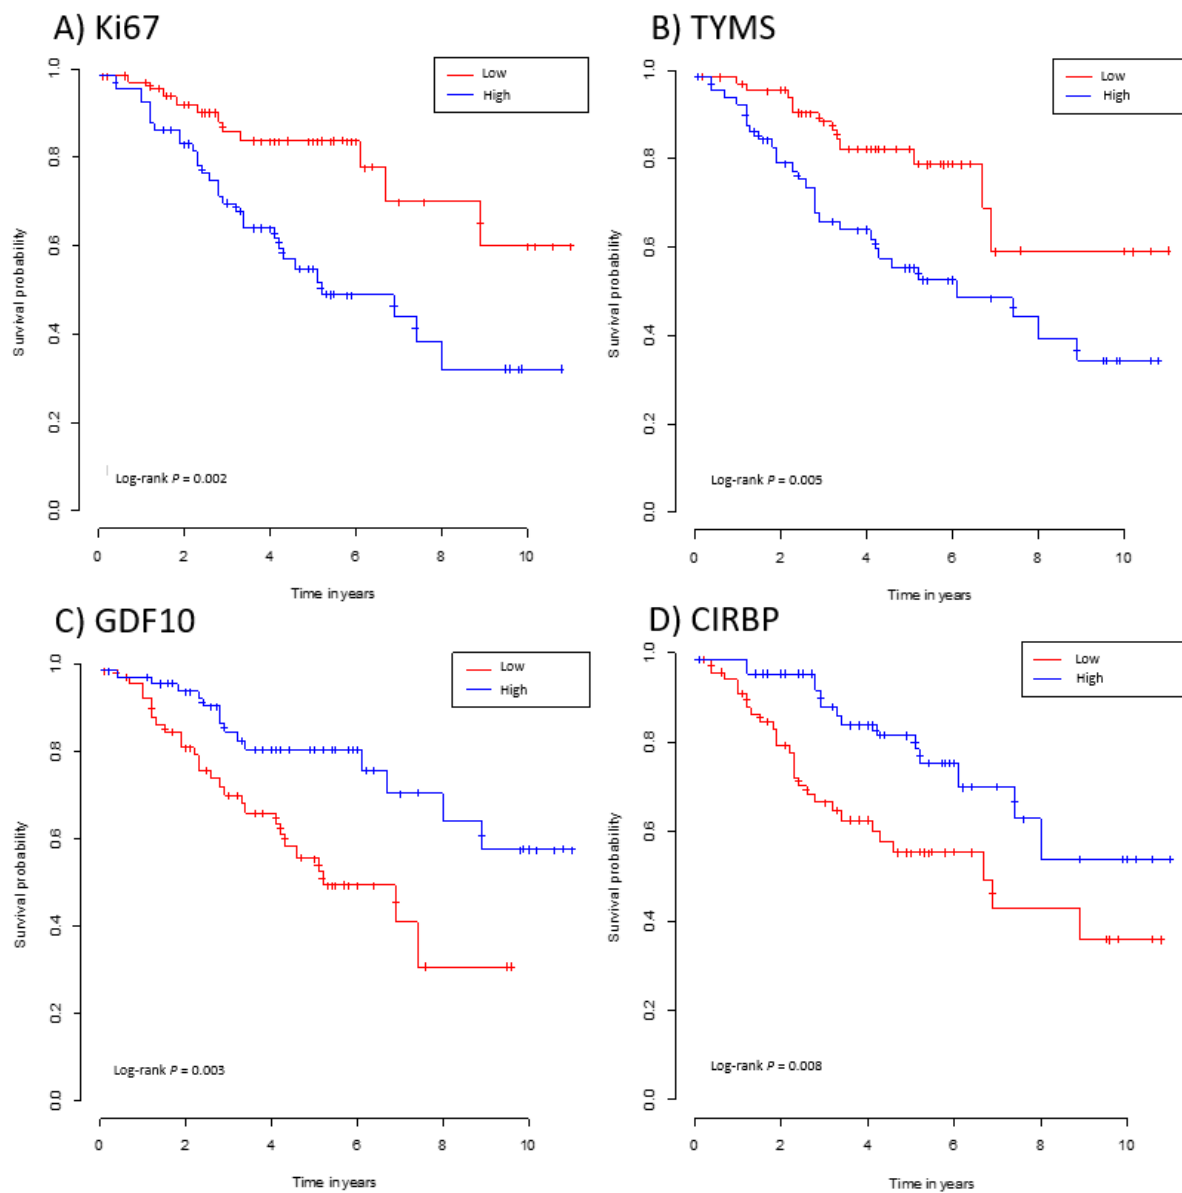 A) Ki67
Low
High
1.0
0.8
0.6
0.4
0.2
0.0
Survival probability
Log-rank P = 0.002
0 2 4 6 8 10
Time in years
B) TYMS
Low
High
1.0
0.8
0.6
0.4
0.2
0.0
Survival probability
Log-rank P = 0.005
0 2 4 6 8 10
Time in years
C) GDF10
Low
High
1.0
0.8
0.6
0.4
0.2
0.0
Survival probability
Log-rank P = 0.003
0 2 4 6 8 10
Time in years
D) CIRBP
Low
High
1.0
0.8
0.6
0.4
0.2
0.0
Survival probability
Log-rank P = 0.008
0 2 4 6 8 10
Time in years